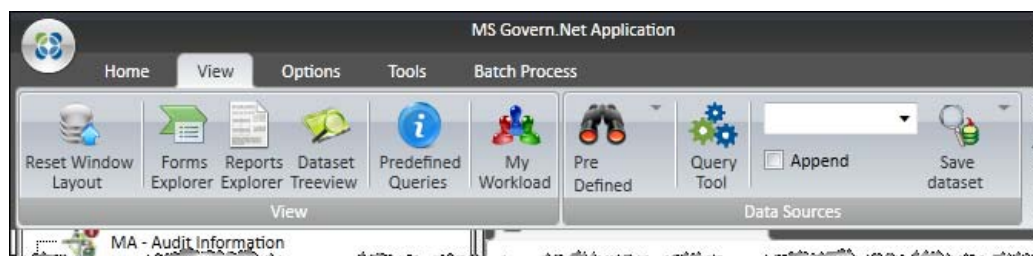 MS Govern.Net Application
Home View Options Tools Batch Process
Reset Window Layout
Forms Explorer
Reports Explorer
Dataset Treeview
Predefined Queries
My Workload
Pre Defined
Query Tool
Append
Save dataset
View
Data Sources
MA - Audit Information